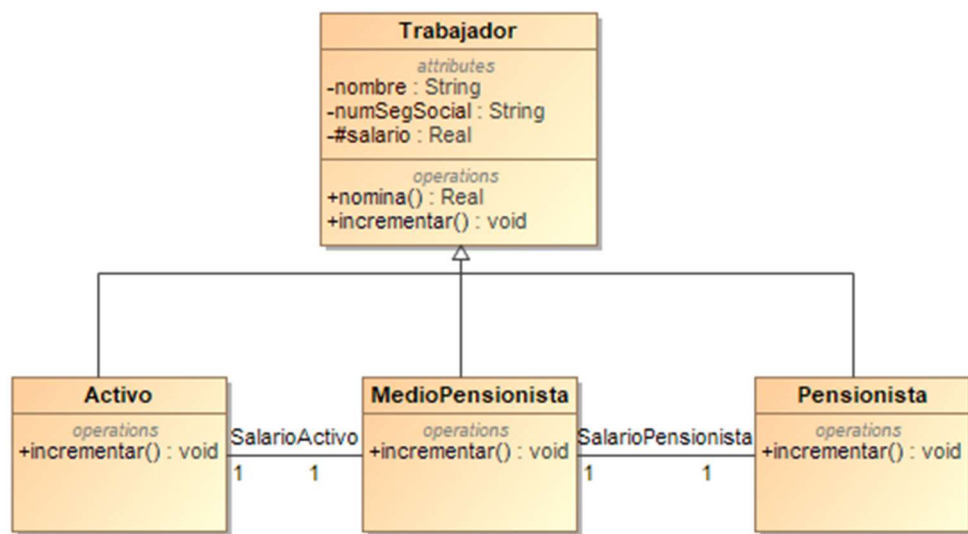 Trabajador
attributes
-nombre : String
-numSegSocial : String
-#salario : Real
operations
+nomina() : Real
+incrementar() : void
Activo
operations
+incrementar() : void
SalarioActivo
1 1
MedioPensionista
operations
+incrementar() : void
SalarioPensionista
1 1
Pensionista
operations
+incrementar() : void